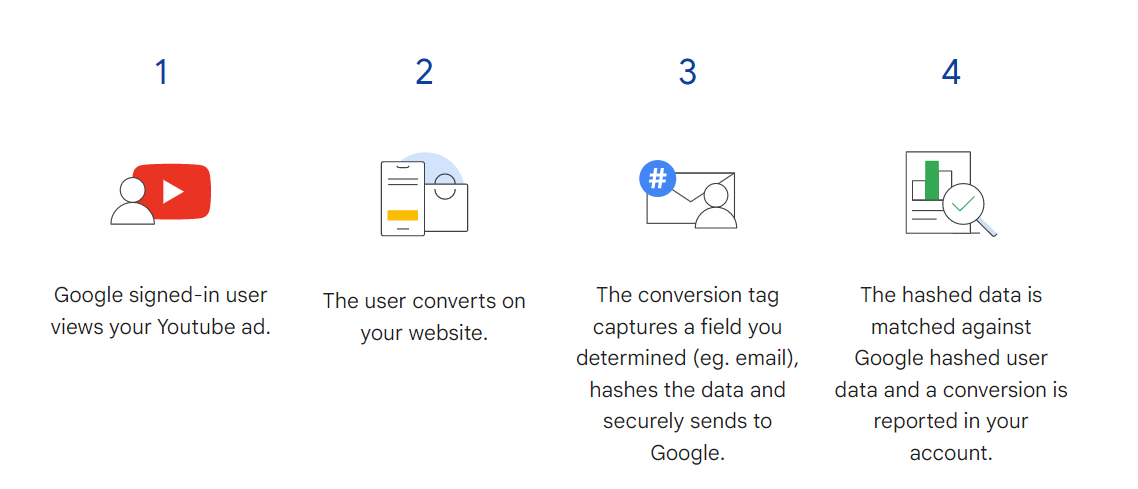 1
Google signed-in user
views your Youtube ad.
2
The user converts on
your website.
3
#
The conversion tag
captures a field you
determined (eg. email),
hashes the data and
securely sends to
Google.
4
The hashed data is
matched against
Google hashed user
data and a conversion is
reported in your
account.